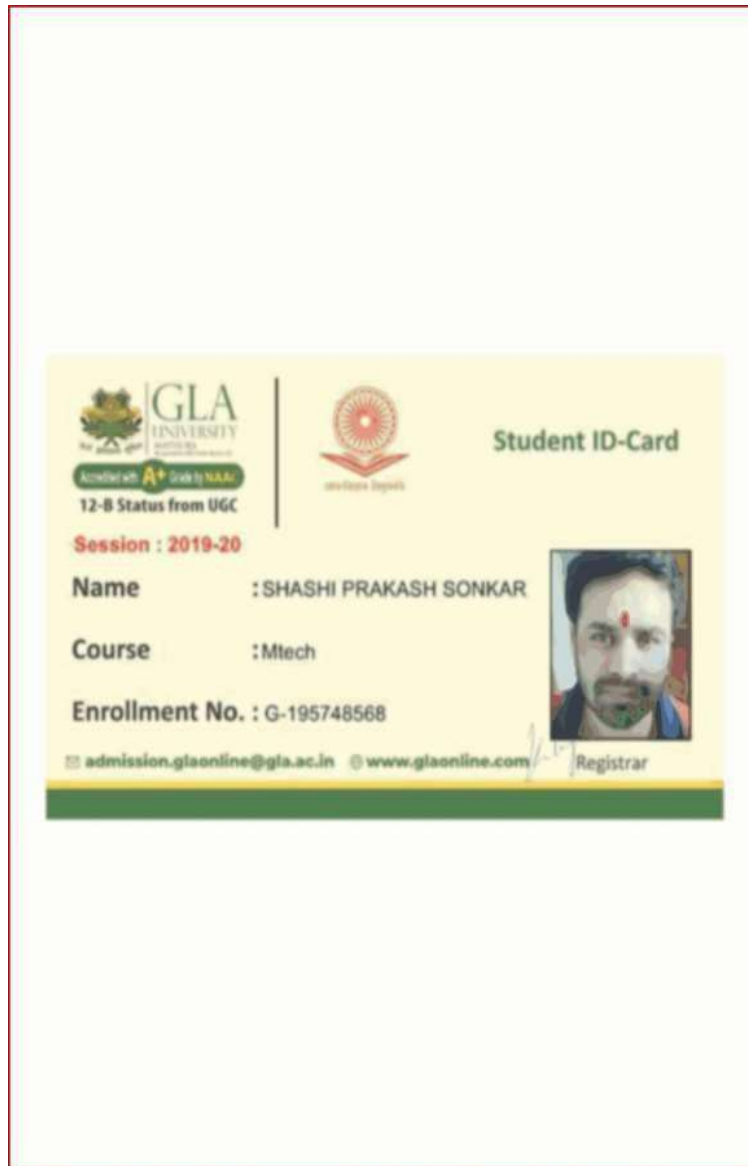 GLA
UNIVERSITY
MATHURA
Accredited with A+ Grade by NAAC
12-B Status from UGC
Student ID-Card
Session : 2019-20
Name : SHASHI PRAKASH SONKAR
Course : Mtech
Enrollment No. : G-195748568
admission.glaonline@gla.ac.in www.glaonline.com
Registrar